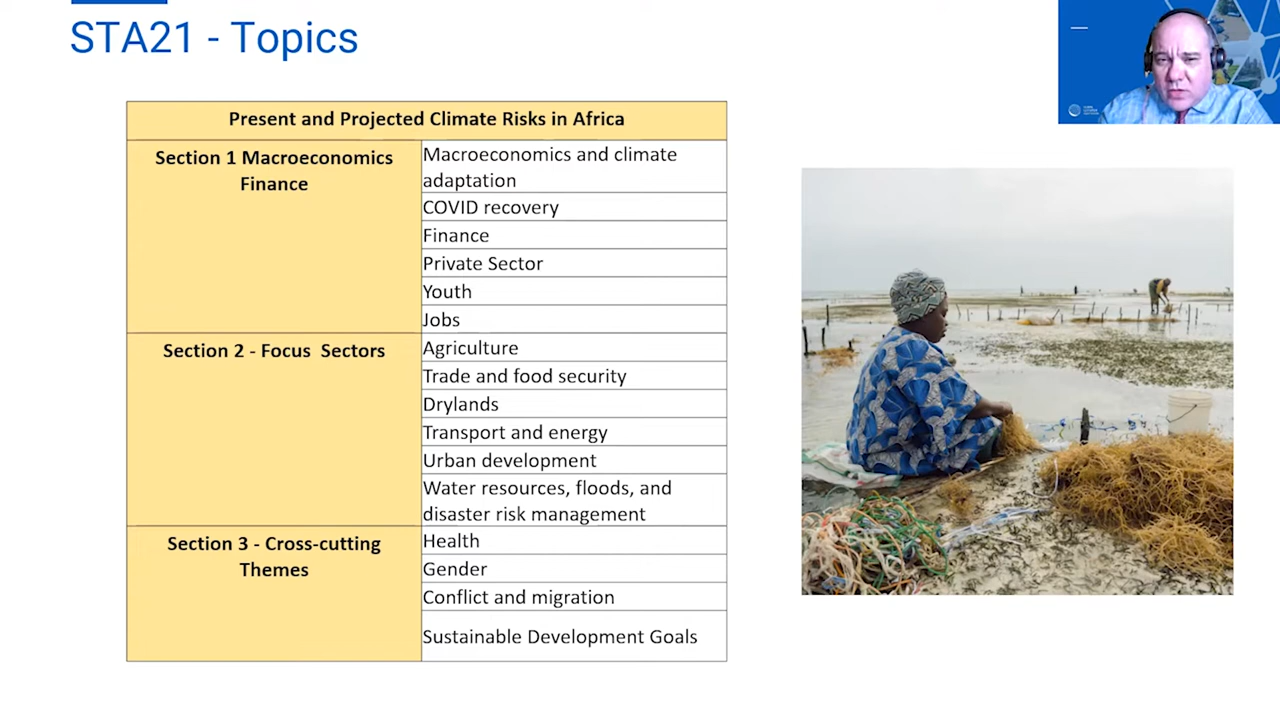 STA21 - Topics
Present and Projected Climate Risks in Africa
Section 1 Macroeconomics
Finance
Macroeconomics and climate
adaptation
COVID recovery
Finance
Private Sector
Youth
Jobs
Section 2 - Focus  Sectors
Agriculture
Trade and food security
Drylands
Transport and energy
Urban development
Water resources, floods, and
disaster risk management
Section 3 - Cross-cutting
Themes
Health
Gender
Conflict and migration
Sustainable Development Goals